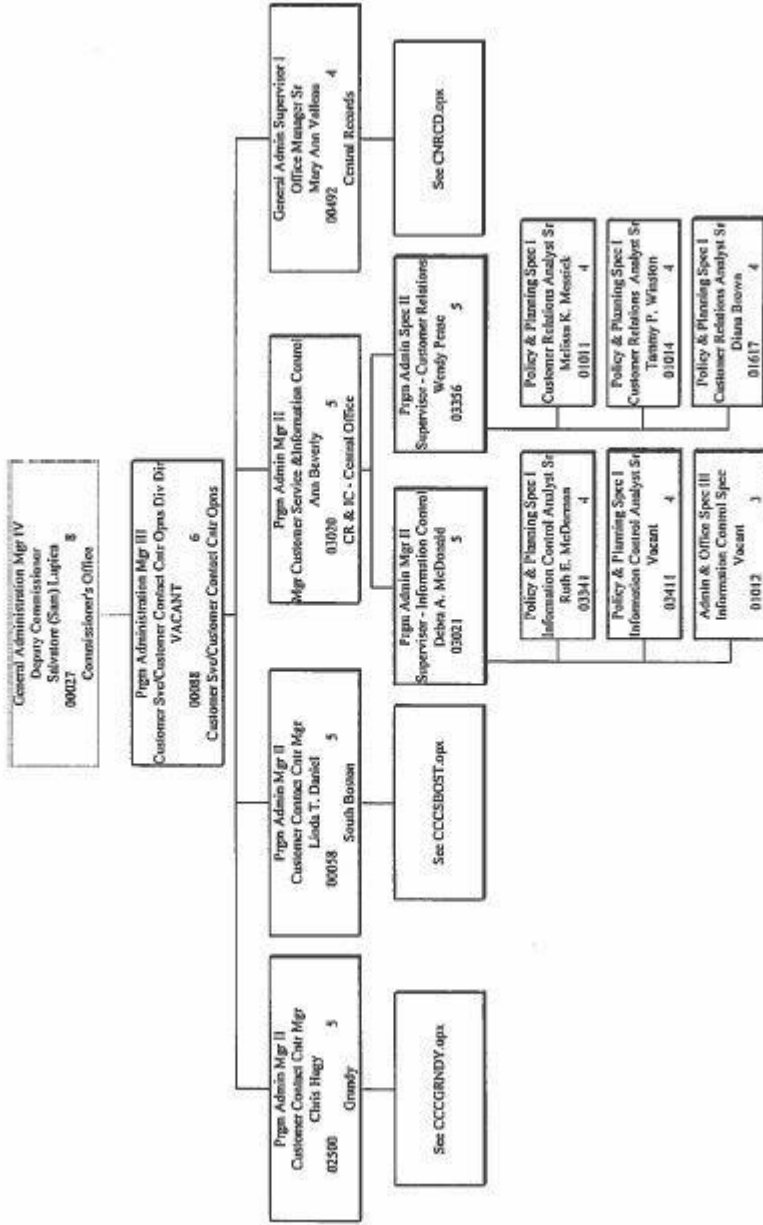 General Administration Mgr IV
Deputy Commissioner
Salvatore (Sam) Lupica
00027 8
Commissioner's Office
Prgm Administration Mgr III
Customer Svc/Customer Contact Cntr Opns Div Dir
VACANT
00088 6
Customer Svc/Customer Contact Cntr Opns
Prgm Admin Mgr II
Customer Contact Cntr Mgr
Chris Hagy
02500 5
Grundy
See CCCGRNDY.opx
Prgm Admin Mgr II
Customer Contact Cntr Mgr
Linda T. Daniel
00058 5
South Boston
See CCCSBOST.opx
Prgm Admin Mgr II
Mgr Customer Service &Information Control
Ann Beverly
03020 5
CR & IC - Central Office
General Admin Supervisor I
Office Manager Sr
Mary Ann
00492 4
Central Records
See CNRCD.opx
Prgm Admin Mgr II
Supervisor - Information Control
Debra A. McDonald
03021 5
Policy & Planning Spec I
Information Control Analyst Sr
Ruth E. McDerman
03341 4
Policy & Planning Spec I
Information Control Analyst Sr
Vacant
03411 4
Admin & Office Spec III
Information Control Spec
Vacant
01012 3
Prgm Admin Spec II
Supervisor - Customer Relations
Wendy Pease
03356 5
Policy & Planning Spec I
Customer Relations Analyst Sr
Melissa K. Messick
01011 4
Policy & Planning Spec I
Customer Relations Analyst Sr
Tammy P. Winston
01014 4
Policy & Planning Spec I
Customer Relations Analyst Sr
Diana Brown
01617 4